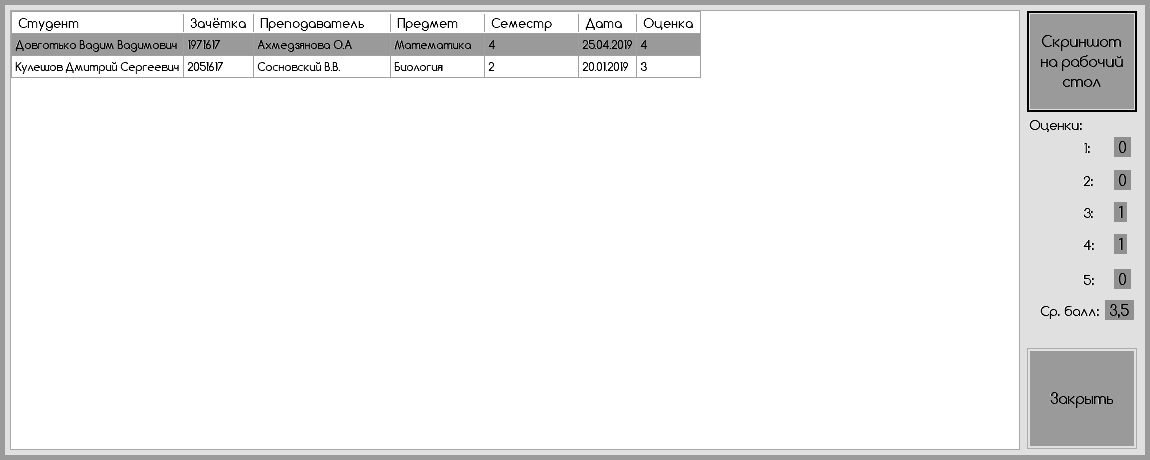 Студент Зачётка Преподаватель Предмет Семестр Дата Оценка
Довготько Вадим Вадимович 1971617 Ахмедзянова О.А Математика 4 25.04.2019 4
Кулешов Дмитрий Сергеевич 2051617 Сосновский В.В. Биология 2 20.01.2019 3
Скриншот
на рабочий
стол
Оценки:
1: 0
2: 0
3: 1
4: 1
5: 0
Ср. балл: 3,5
Закрыть